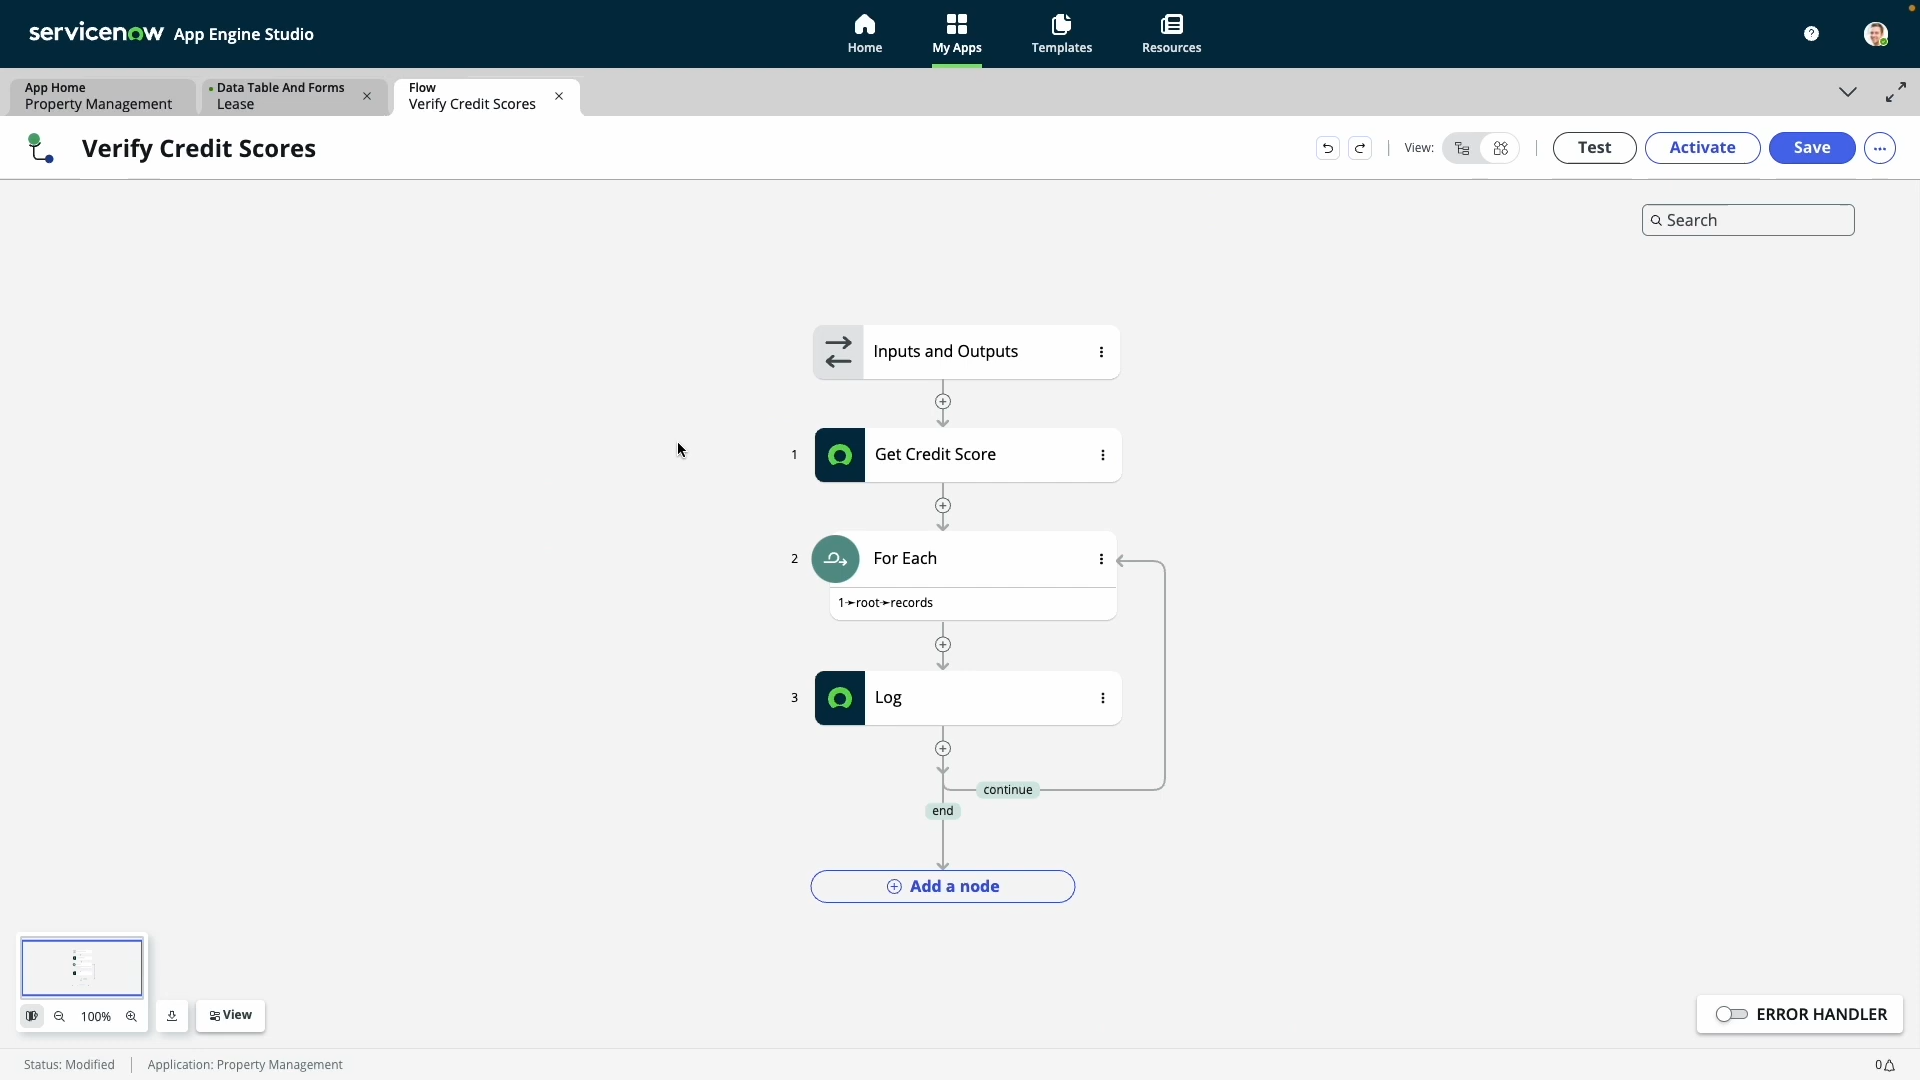 servicenow App Engine Studio
Home
My Apps
Templates
Resources
App Home
Property Management
Data Table And Forms
Lease
Flow
Verify Credit Scores
Verify Credit Scores
View:
Test
Activate
Save
Search
Inputs and Outputs
1
Get Credit Score
2
For Each
1➛root➛records
3
Log
continue
end
Add a node
100%
View
ERROR HANDLER
Status: Modified
Application: Property Management
0